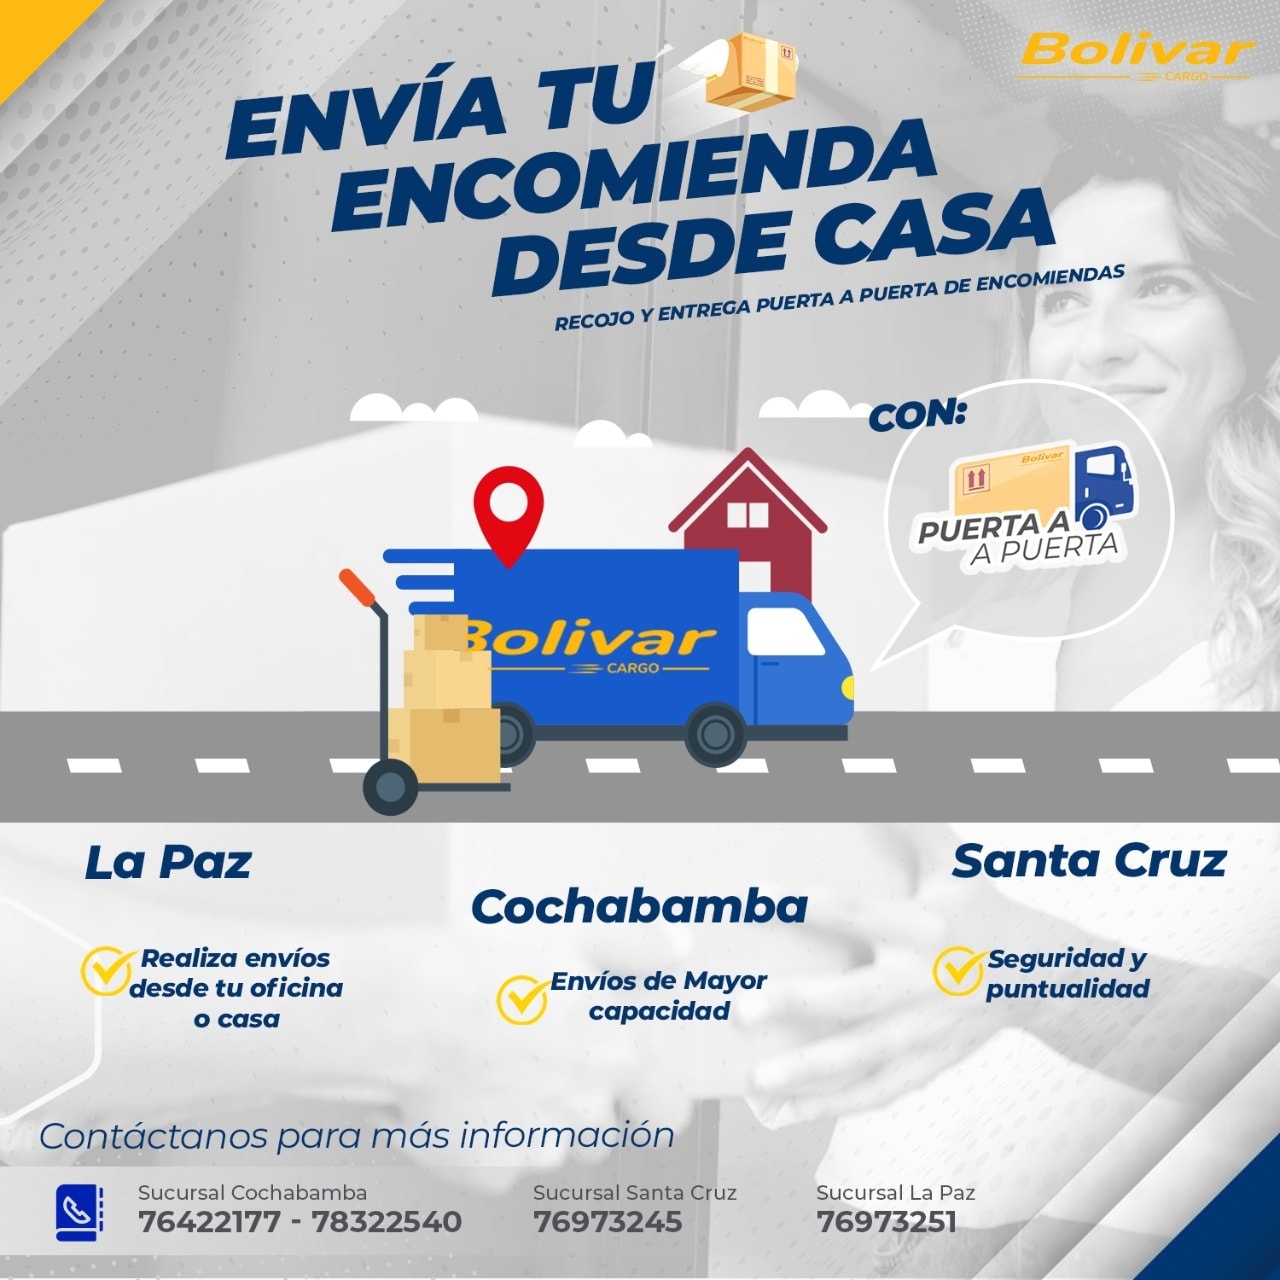 Bolivar
CARGO
ENVÍA TU
ENCOMIENDA
DESDE CASA
RECOJO Y ENTREGA PUERTA A PUERTA DE ENCOMIENDAS
CON:
Bolivar
PUERTA A
A PUERTA
Bolivar
CARGO
La Paz
Cochabamba
Santa Cruz
Realiza envíos
desde tu oficina
o casa
Envíos de Mayor
capacidad
Seguridad y
puntualidad
Contáctanos para más información
Sucursal Cochabamba
76422177 - 78322540
Sucursal Santa Cruz
76973245
Sucursal La Paz
76973251